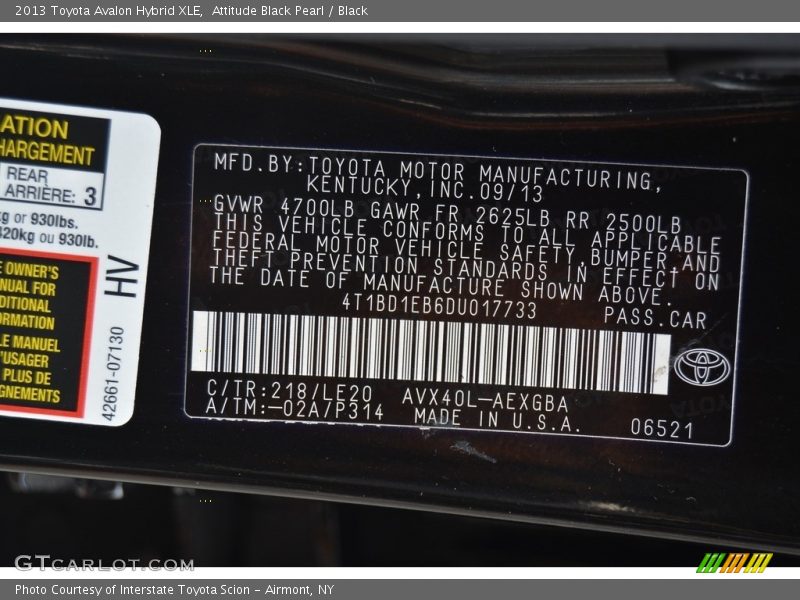 2013 Toyota Avalon Hybrid XLE,  Attitude Black Pearl / Black
ATION
HARGEMENT
REAR
ARRIÈRE: 3
kg or 930lbs.
420kg ou 930lb.
E OWNER'S
NUAL FOR
DITIONAL
ORMATION
LE MANUEL
'USAGER
PLUS DE
GNEMENTS
HV
42661-07130
MFD.BY:TOYOTA MOTOR MANUFACTURING,
KENTUCKY,INC.09/13
GVWR 4700LB GAWR FR 2625LB RR 2500LB
THIS VEHICLE CONFORMS TO ALL APPLICABLE
FEDERAL MOTOR VEHICLE SAFETY,BUMPER AND
THEFT PREVENTION STANDARDS IN EFFECT ON
THE DATE OF MANUFACTURE SHOWN ABOVE.
4T1BD1EB6DU017733 PASS.CAR
C/TR:218/LE20 AVX40L-AEXGBA
A/TM:-02A/P314 MADE IN U.S.A. 06521
GTCARLOT.COM
Photo Courtesy of Interstate Toyota Scion - Airmont, NY